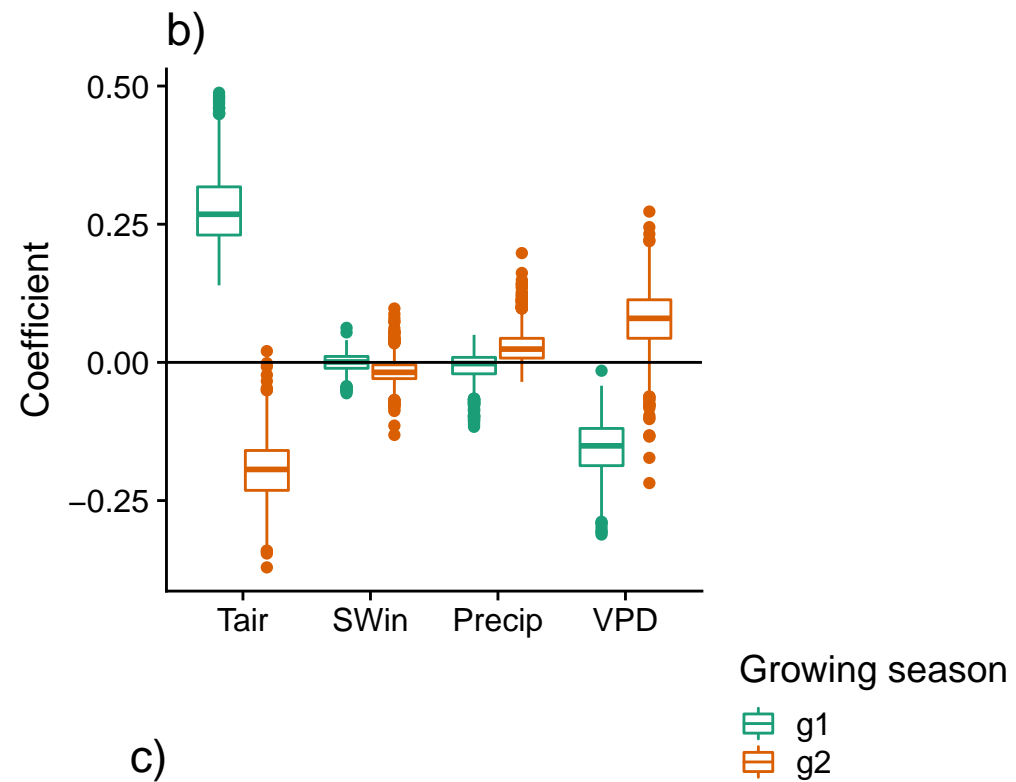 b)
0.50
0.25
0.00
−0.25
Coefficient
Tair SWin Precip VPD
Growing season
g1
g2
c)